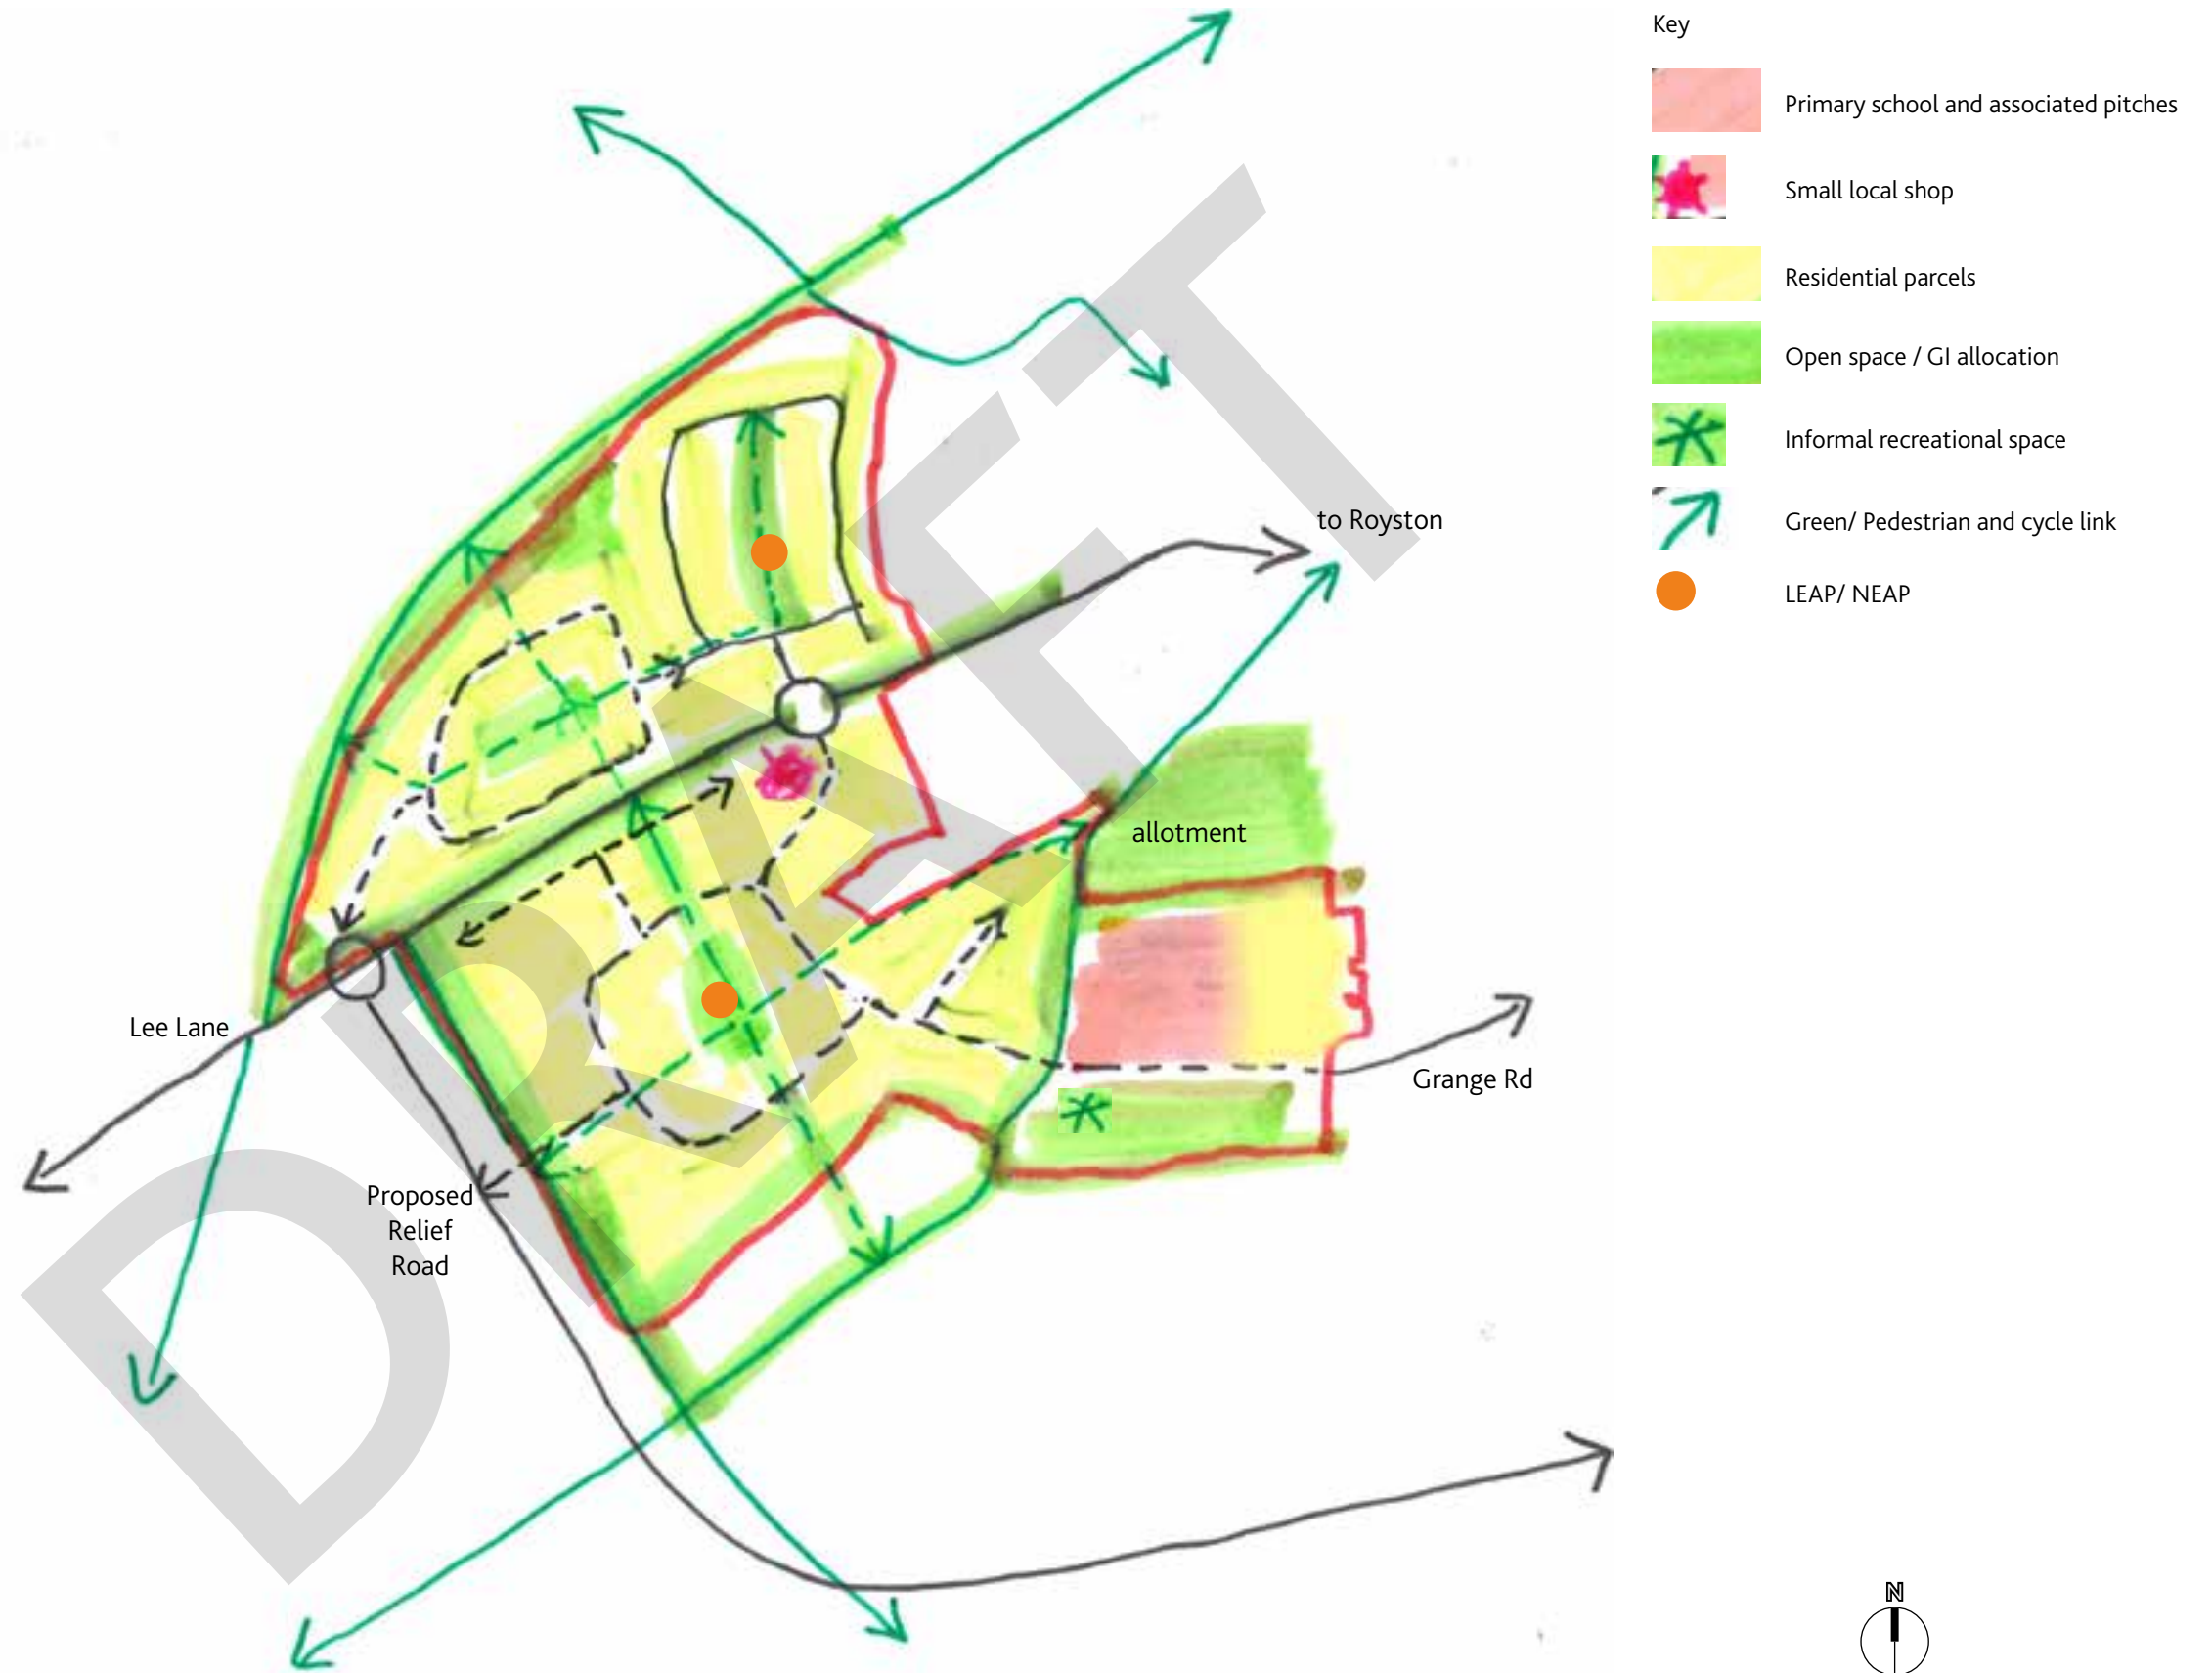 Key
Primary school and associated pitches
Small local shop
Residential parcels
Open space / GI allocation
Informal recreational space
Green/ Pedestrian and cycle link
LEAP/ NEAP
to Royston
allotment
Lee Lane
Grange Rd
Proposed
Relief
Road
DRAFT
N